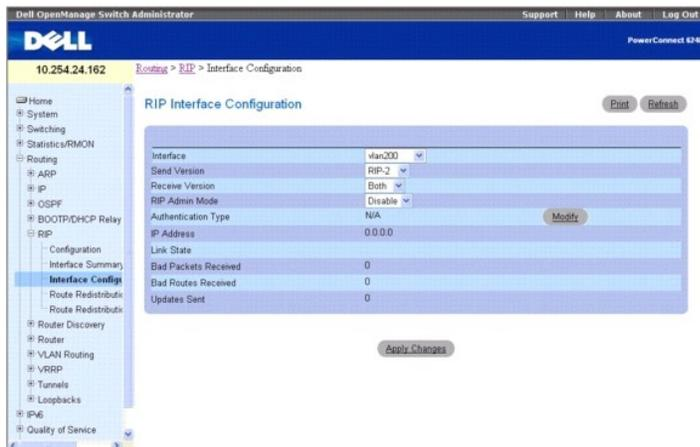 Dell OpenManage Switch Administrator
Support Help About Log Out
DELL
PowerConnect 624
10.254.24.162
Routing > RIP > Interface Configuration
Home
System
Switching
Statistics/RMON
Routing
ARP
IP
OSPF
BOOTP/DHCP Relay
RIP
Configuration
Interface Summary
Interface Configu
Route Redistributic
Route Redistributic
Router Discovery
Router
VLAN Routing
VRRP
Tunnels
Loopbacks
IPv6
Quality of Service
RIP Interface Configuration
Print Refresh
Interface vlan200
Send Version RIP-2
Receive Version Both
RIP Admin Mode Disable
Authentication Type N/A Modify
IP Address 0.0.0.0
Link State
Bad Packets Received 0
Bad Routes Received 0
Updates Sent 0
Apply Changes